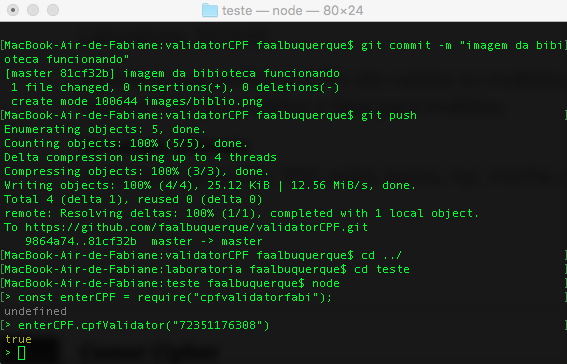 teste — node — 80×24
[MacBook-Air-de-Fabiane:validatorCPF faalbuquerque$ git commit -m "imagem da bibi]
oteca funcionando"
[master 81cf32b] imagem da bibioteca funcionando
 1 file changed, 0 insertions(+), 0 deletions(-)
 create mode 100644 images/biblio.png
[MacBook-Air-de-Fabiane:validatorCPF faalbuquerque$ git push ]
Enumerating objects: 5, done.
Counting objects: 100% (5/5), done.
Delta compression using up to 4 threads
Compressing objects: 100% (3/3), done.
Writing objects: 100% (4/4), 25.12 KiB | 12.56 MiB/s, done.
Total 4 (delta 1), reused 0 (delta 0)
remote: Resolving deltas: 100% (1/1), completed with 1 local object.
To https://github.com/faalbuquerque/validatorCPF.git
   9864a74..81cf32b  master -> master
[MacBook-Air-de-Fabiane:validatorCPF faalbuquerque$ cd ../ ]
[MacBook-Air-de-Fabiane:laboratoria faalbuquerque$ cd teste ]
[MacBook-Air-de-Fabiane:teste faalbuquerque$ node ]
[> const enterCPF = require("cpfvalidatorfabi"); ]
undefined
[> enterCPF.cpfValidator("72351176308") ]
true
>